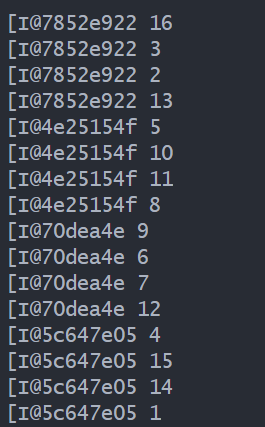 [I@7852e922 16
[I@7852e922 3
[I@7852e922 2
[I@7852e922 13
[I@4e25154f 5
[I@4e25154f 10
[I@4e25154f 11
[I@4e25154f 8
[I@70dea4e 9
[I@70dea4e 6
[I@70dea4e 7
[I@70dea4e 12
[I@5c647e05 4
[I@5c647e05 15
[I@5c647e05 14
[I@5c647e05 1